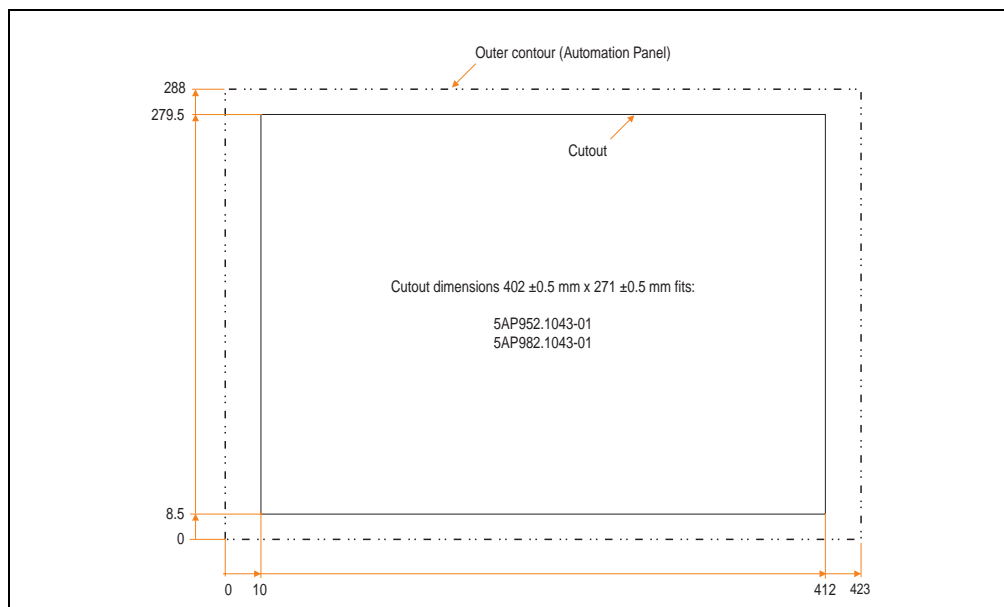 Outer contour (Automation Panel)
288
279.5
Cutout
Cutout dimensions 402 ±0.5 mm x 271 ±0.5 mm fits:
5AP952.1043-01
5AP982.1043-01
8.5
0
0 10 412 423